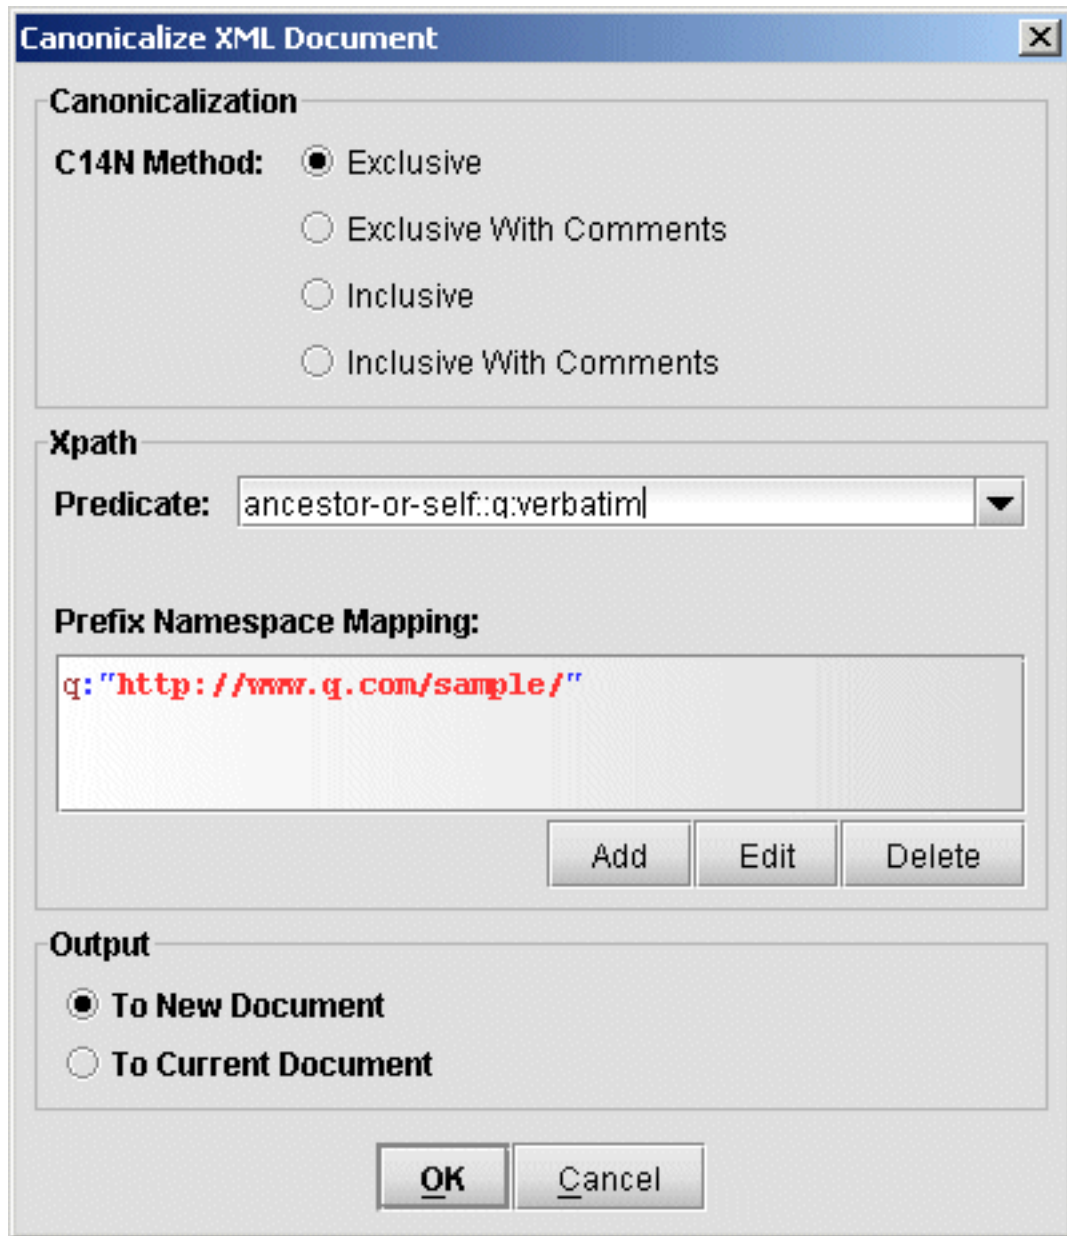 Canonicalize XML Document
Canonicalization
C14N Method: Exclusive
Exclusive With Comments
Inclusive
Inclusive With Comments
Xpath
Predicate: ancestor-or-self::q:verbatim
Prefix Namespace Mapping:
q:"http://www.q.com/sample/"
Add Edit Delete
Output
To New Document
To Current Document
OK Cancel